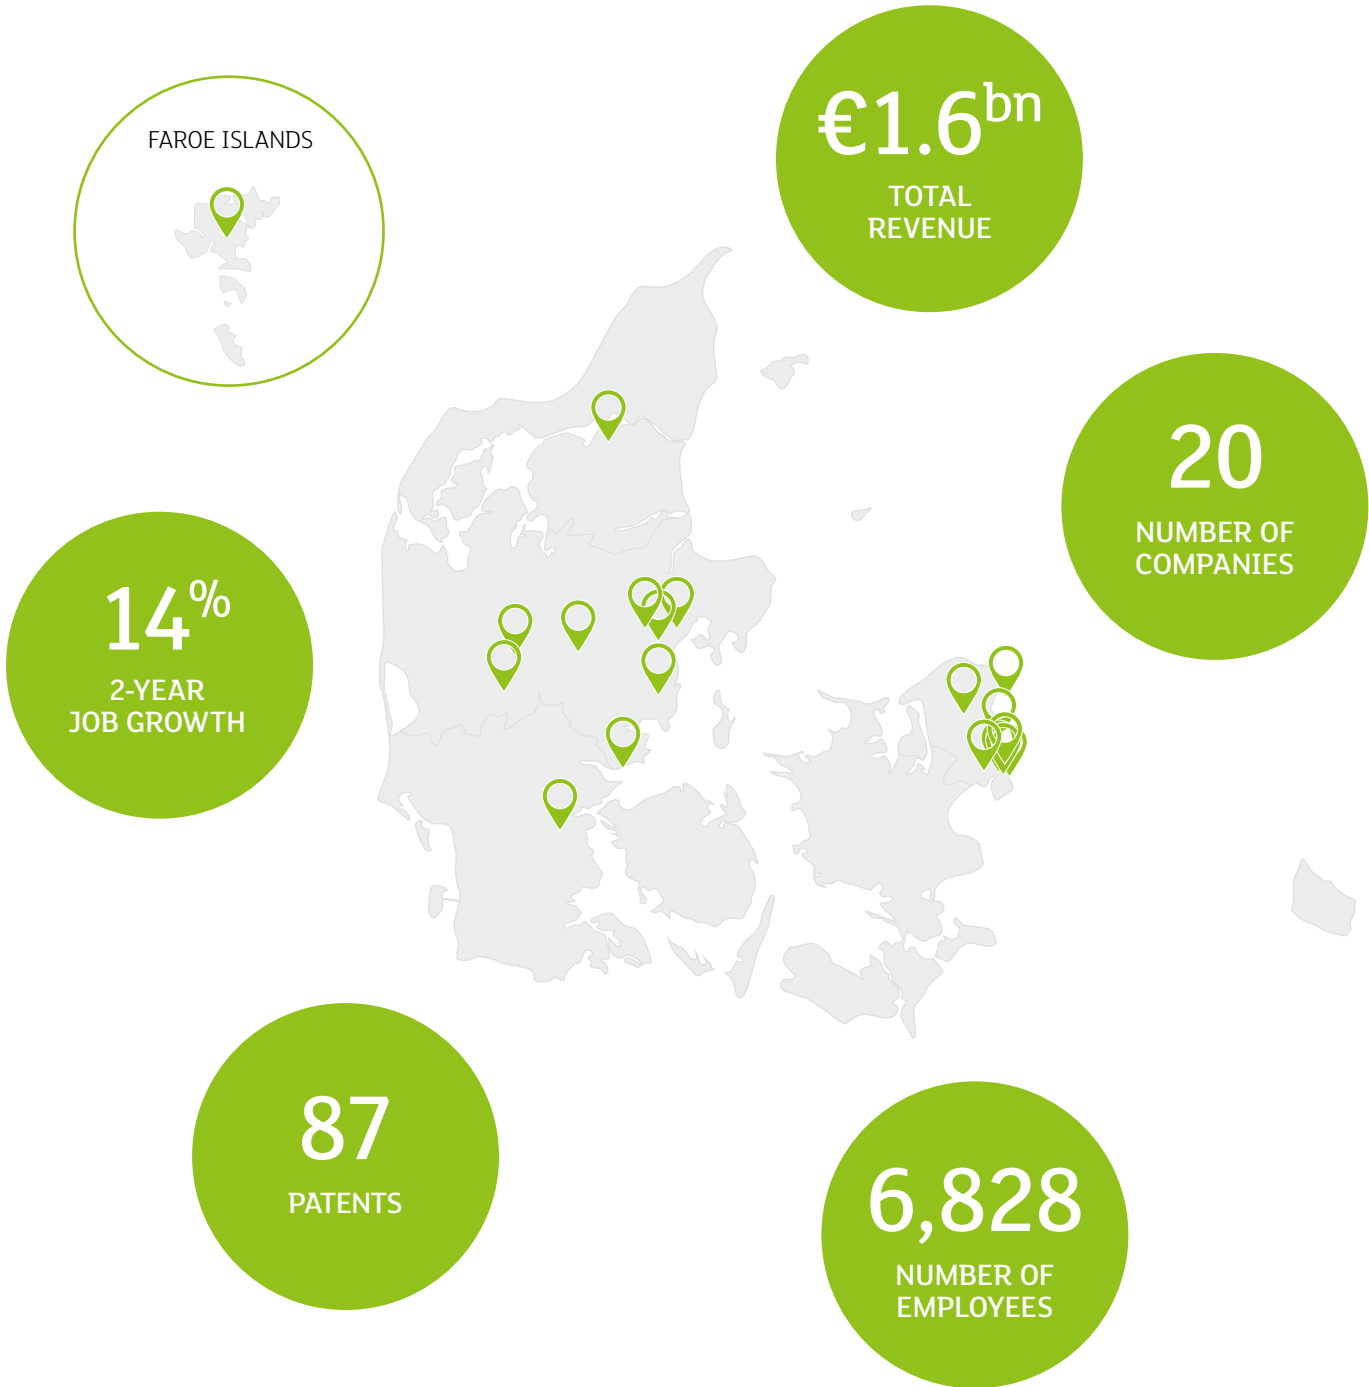 €1.6bn
TOTAL
REVENUE
FAROE ISLANDS
20
NUMBER OF
COMPANIES
14%
2-YEAR
JOB GROWTH
87
PATENTS
6,828
NUMBER OF
EMPLOYEES